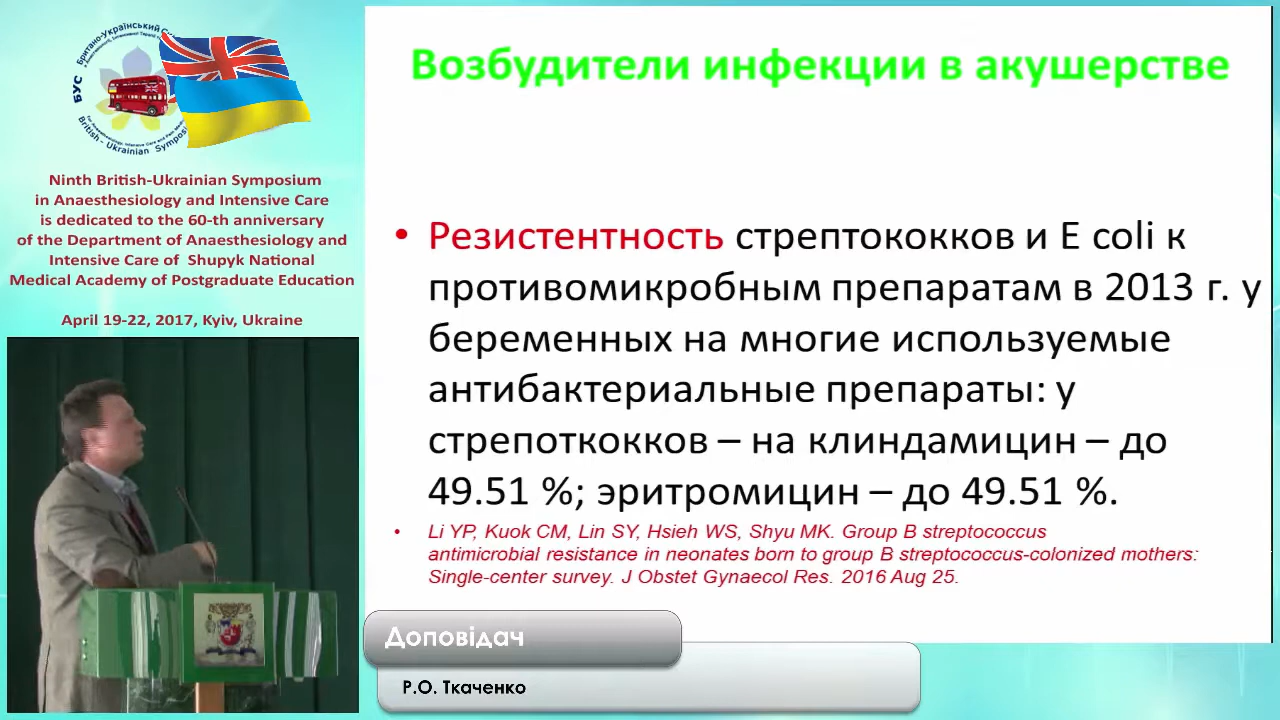 Британо-Український Си
БУС
British - Ukrainian Symposi
Ninth British-Ukrainian Symposium
in Anaesthesiology and Intensive Care
is dedicated to the 60-th anniversary
of the Department of Anaesthesiology and
Intensive Care of Shupyk National
Medical Academy of Postgraduate Education
April 19-22, 2017, Kyiv, Ukraine
Возбудители инфекции в акушерстве
• Резистентность стрептококков и E coli к
противомикробным препаратам в 2013 г. у
беременных на многие используемые
антибактериальные препараты: у
стрепоткокков – на клиндамицин – до
49.51 %; эритромицин – до 49.51 %.
• Li YP, Kuok CM, Lin SY, Hsieh WS, Shyu MK. Group B streptococcus
antimicrobial resistance in neonates born to group B streptococcus-colonized mothers:
Single-center survey. J Obstet Gynaecol Res. 2016 Aug 25.
Доповідач
Р.О. Ткаченко